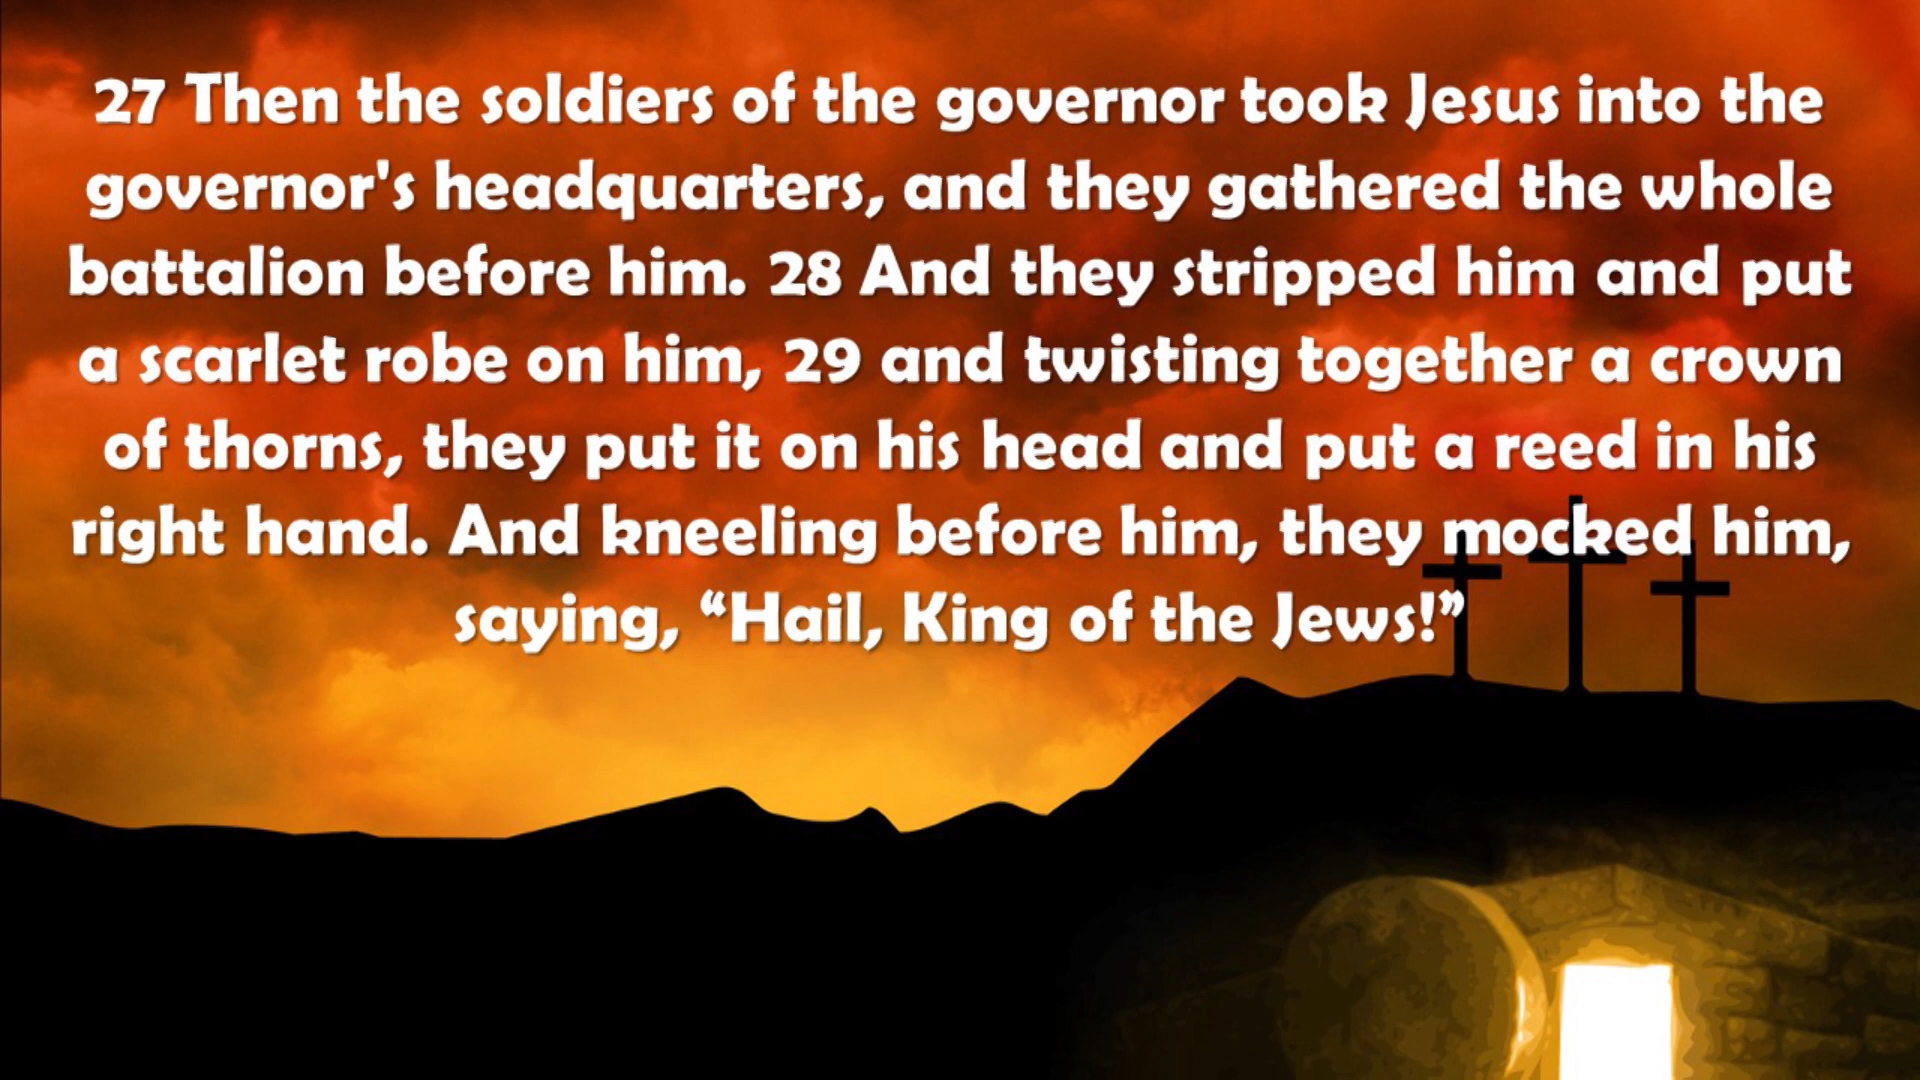 27 Then the soldiers of the governor took Jesus into the
governor's headquarters, and they gathered the whole
battalion before him. 28 And they stripped him and put
a scarlet robe on him, 29 and twisting together a crown
of thorns, they put it on his head and put a reed in his
right hand. And kneeling before him, they mocked him,
saying, “Hail, King of the Jews!”